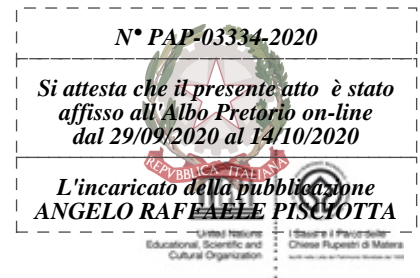 N° PAP-03334-2020
Si attesta che il presente atto è stato
affisso all'Albo Pretorio on-line
dal 29/09/2020 al 14/10/2020
REPVBBLICA ITALIANA
L'incaricato della pubblicazione
ANGELO RAFFAELE PISCIOTTA
United Nations
Educational, Scientific and
Cultural Organization
I Sassi e il Parco delle
Chiese Rupestri di Matera